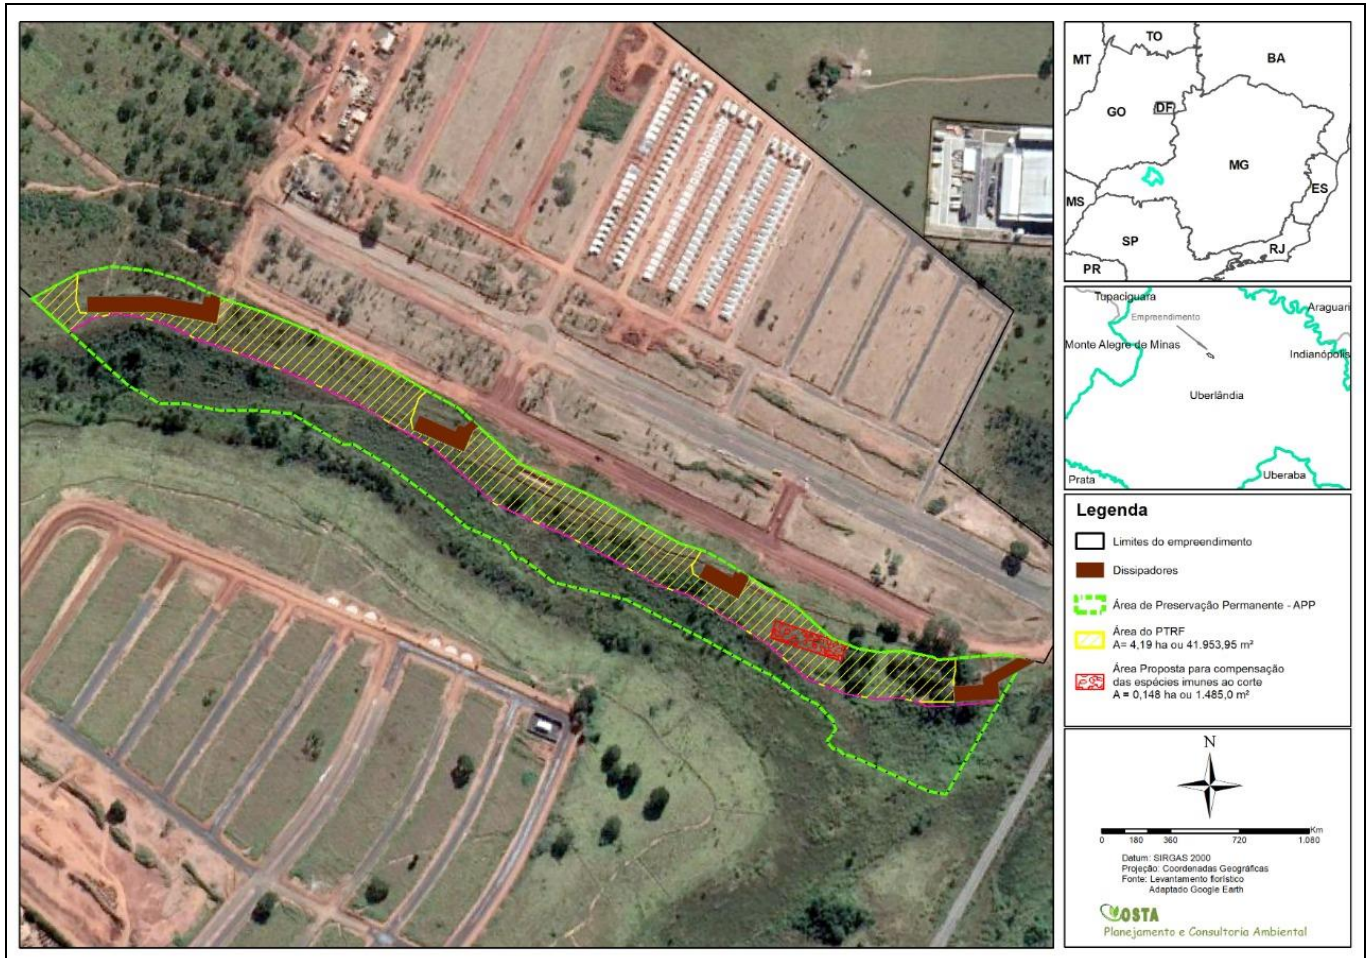 TO
MT
BA
GO
DF
MG
ES
MS
SP
RJ
PR
Tupaciguara
Araguari
Empreendimento
Monte Alegre de Minas
Indianópolis
Uberlândia
Prata
Uberaba
Legenda
Limites do empreendimento
Dissipadores
Área de Preservação Permanente - APP
Área do PTRF
A= 4,19 ha ou 41.953,95 m²
Área Proposta para compensação
das espécies imunes ao corte
A = 0,148 ha ou 1.485,0 m²
N
Km
0 180 360 720 1.080
Datum: SIRGAS 2000
Projeção: Coordenadas Geográficas
Fonte: Levantamento florístico
Adaptado Google Earth
COSTA
Planejamento e Consultoria Ambiental